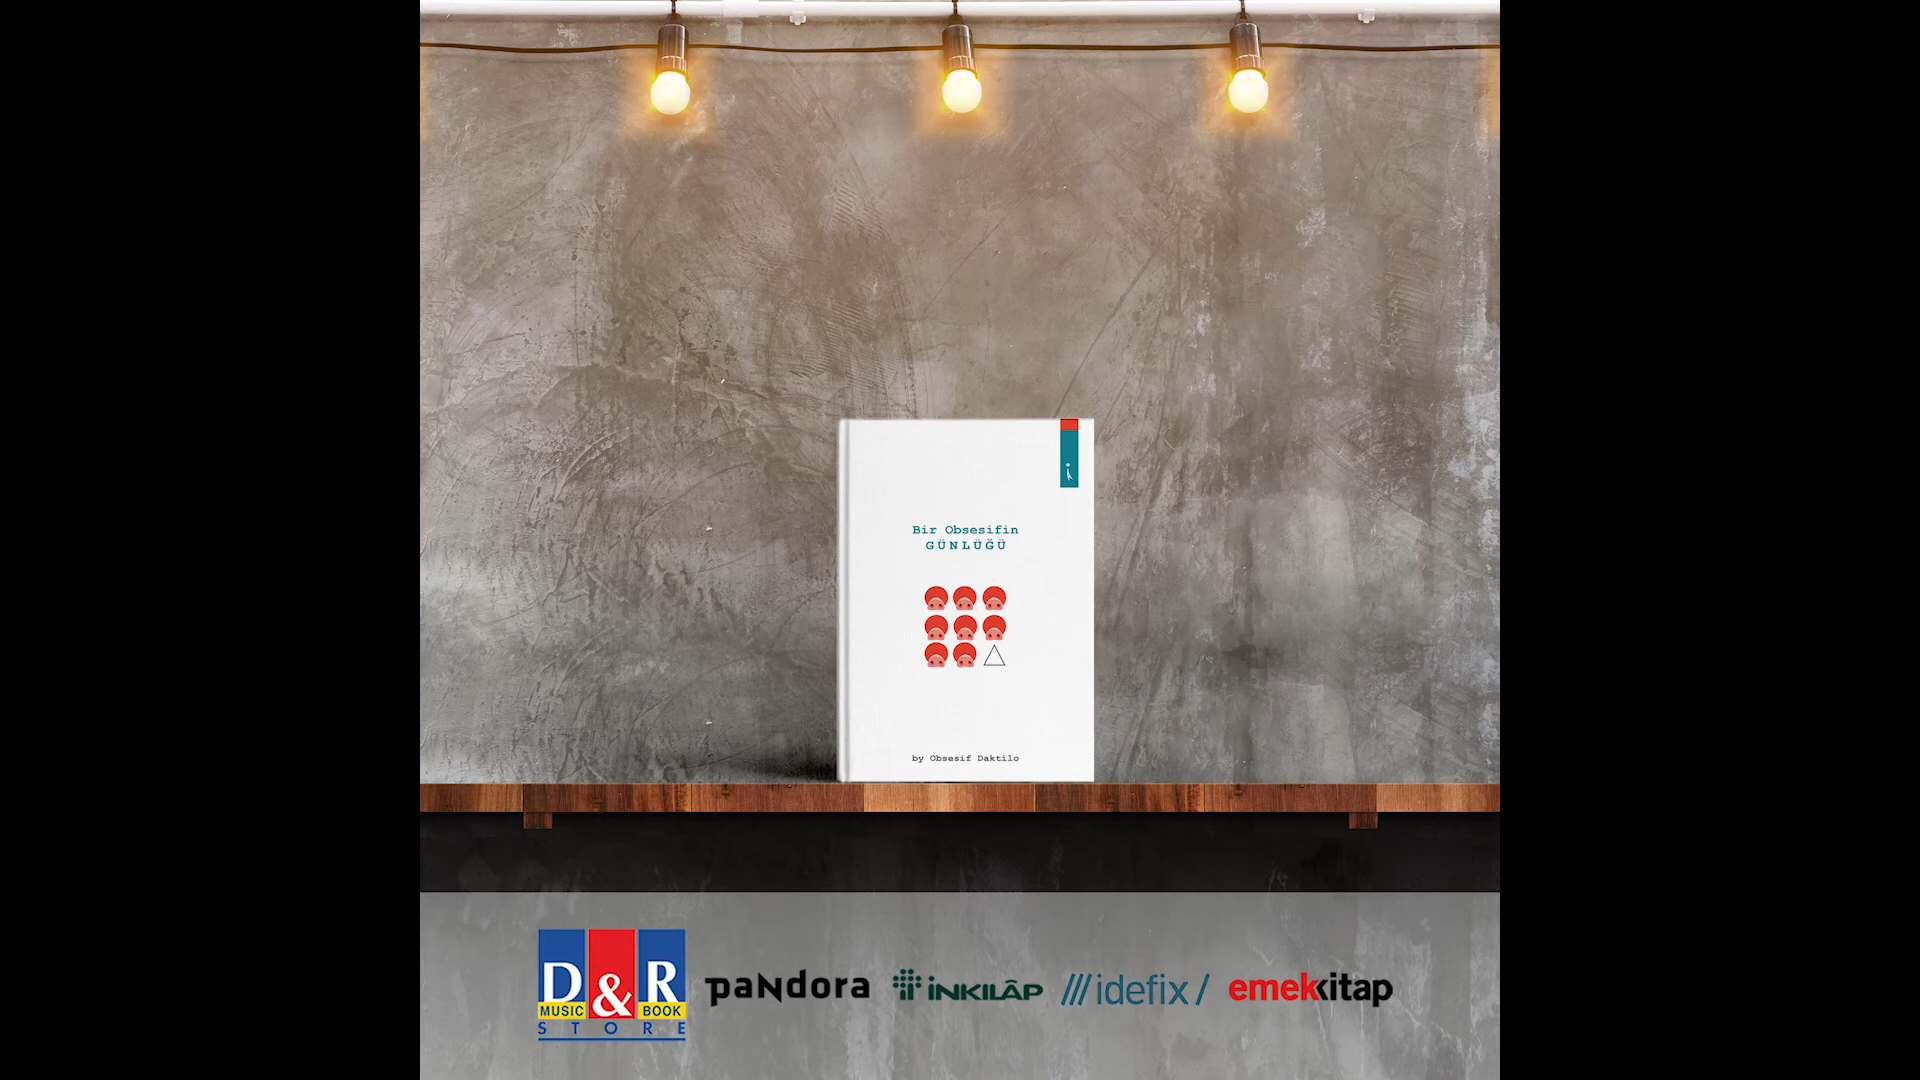 Bir Obsesifin
GÜNLÜĞÜ
by Obsesif Daktilo
D&R
MUSIC BOOK
STORE
paNdora
İNKILÂP
///idefix/
emekkitap